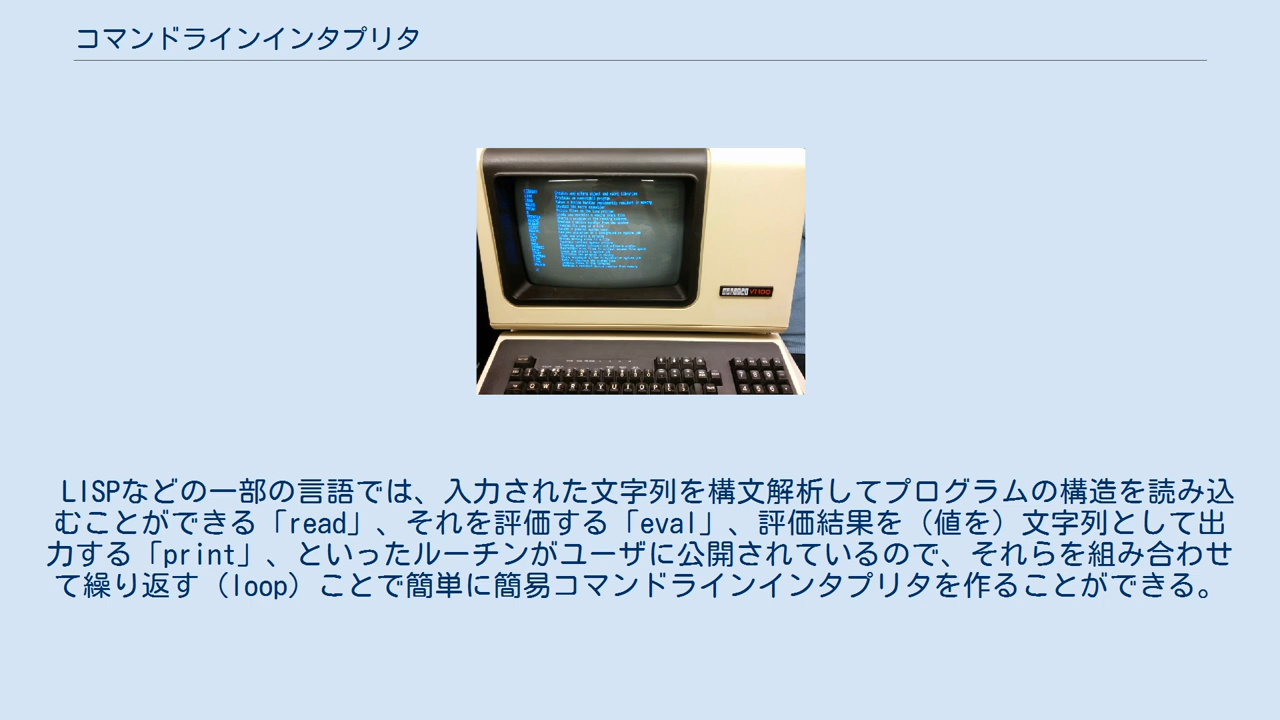 コマンドラインインタプリタ
VT100
LISPなどの一部の言語では、入力された文字列を構文解析してプログラムの構造を読み込
むことができる「read」、それを評価する「eval」、評価結果を（値を）文字列として出
力する「print」、といったルーチンがユーザに公開されているので、それらを組み合わせ
て繰り返す（loop）ことで簡単に簡易コマンドラインインタプリタを作ることができる。